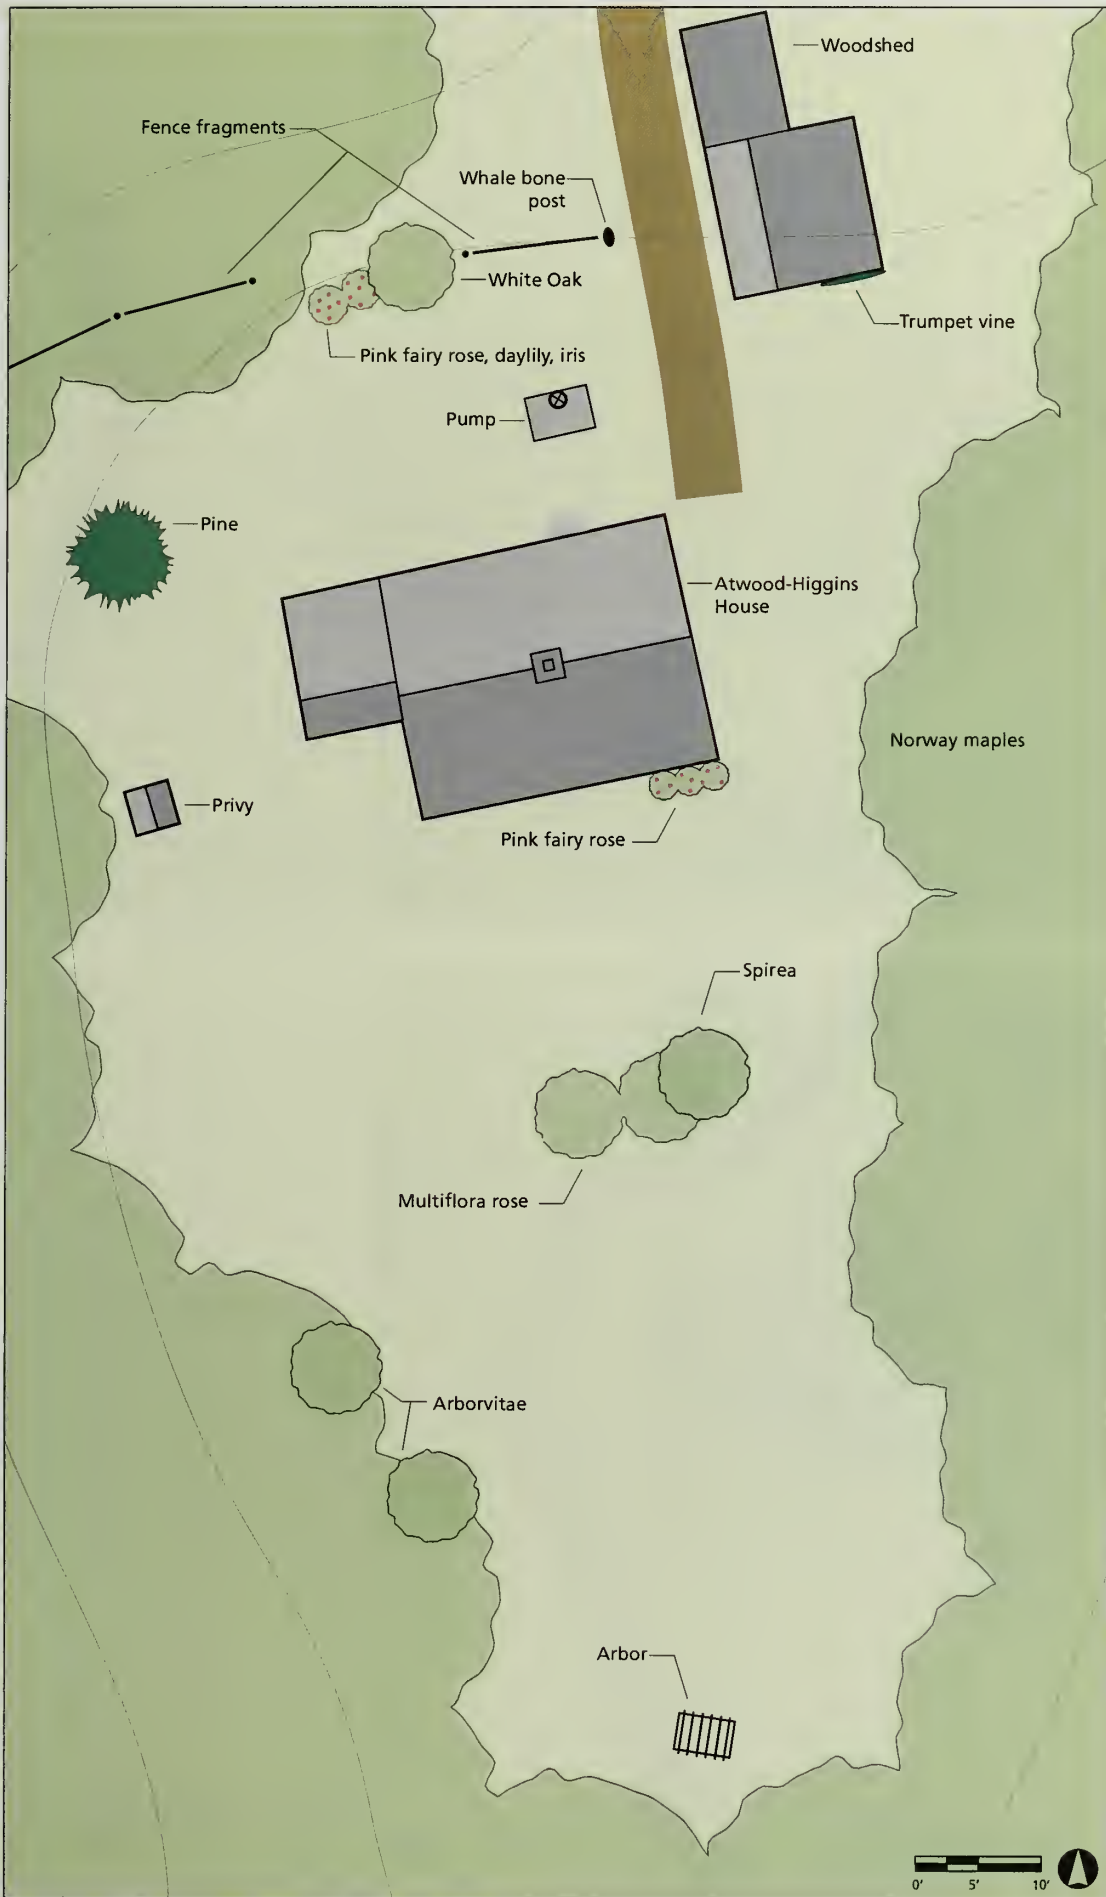 Woodshed
Fence fragments
Whale bone
post
White Oak
Trumpet vine
Pink fairy rose, daylily, iris
Pump
Pine
Atwood-Higgins
House
Norway maples
Privy
Pink fairy rose
Spirea
Multiflora rose
Arborvitae
Arbor
0' 5' 10'